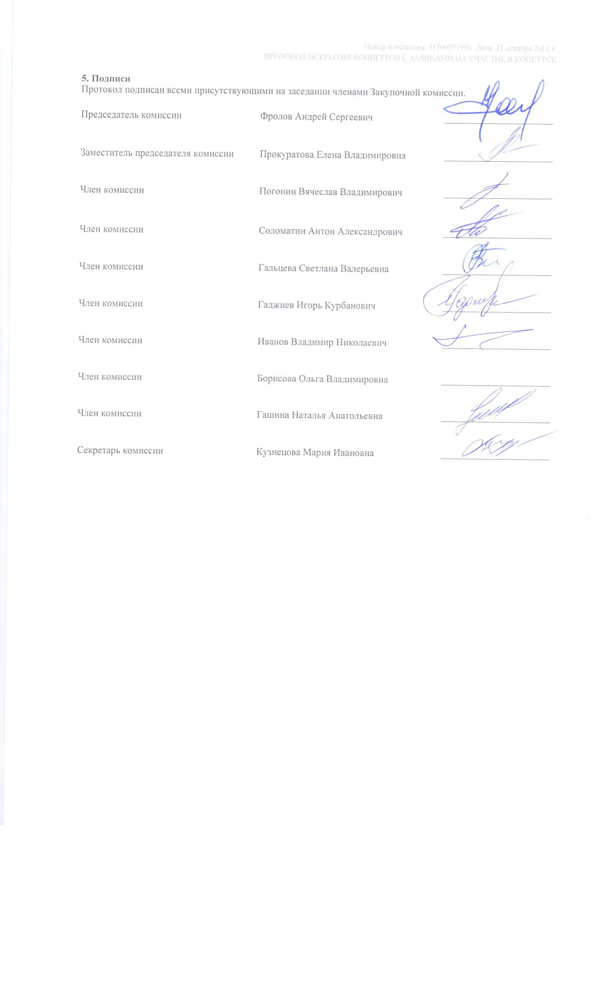 Номер извещения: 31200051956 Дата: 21 декабря 2012 г.
ПРОТОКОЛ ВСКРЫТИЯ КОНВЕРТОВ С ЗАЯВКАМИ НА УЧАСТИЕ В КОНКУРСЕ
5. Подписи
Протокол подписан всеми присутствующими на заседании членами Закупочной комиссии.
Председатель комиссии Фролов Андрей Сергеевич
Заместитель председателя комиссии Прокуратова Елена Владимировна
Член комиссии Погонин Вячеслав Владимирович
Член комиссии Соломатин Антон Александрович
Член комиссии Гальцева Светлана Валерьевна
Член комиссии Гаджиев Игорь Курбанович
Член комиссии Иванов Владимир Николаевич
Член комиссии Борисова Ольга Владимировна
Член комиссии Гашина Наталья Анатольевна
Секретарь комиссии Кузнецова Мария Ивановна